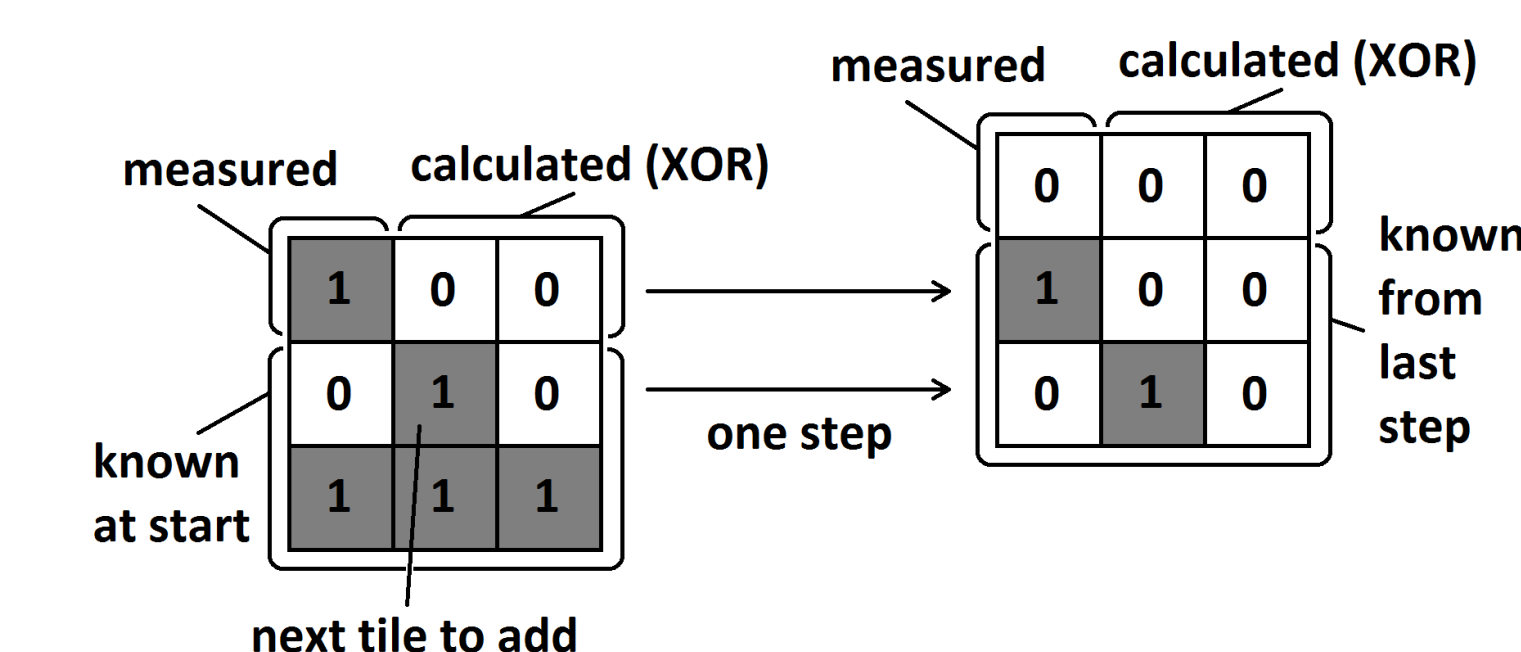 measured
calculated (XOR)
measured
calculated (XOR)
0 0 0
1 0 0
0 1 0
1 0 0
0 1 0
1 1 1
known
from
last
step
one step
known
at start
next tile to add